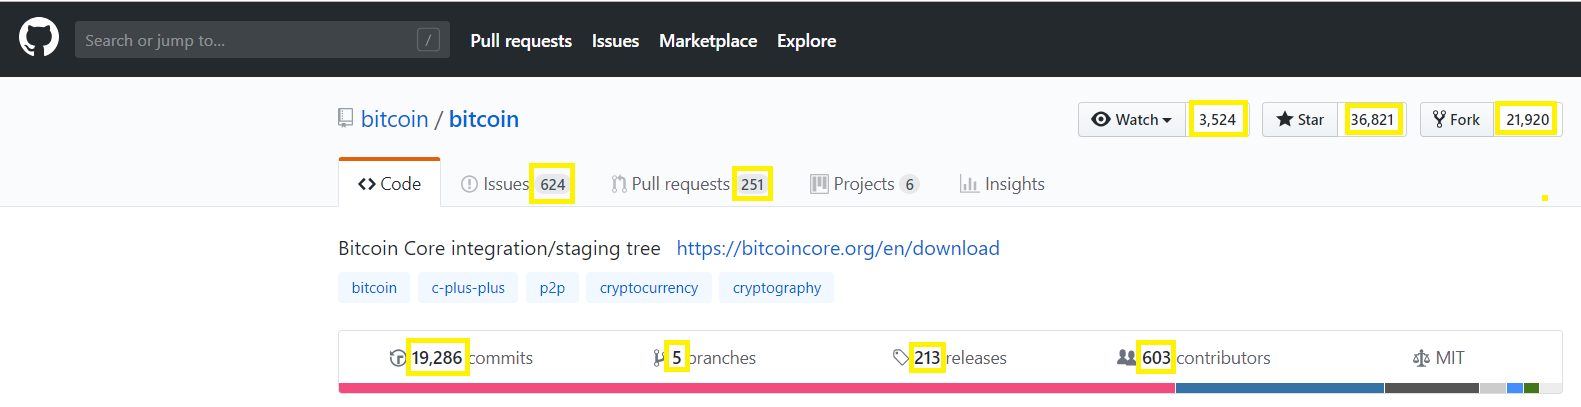 Search or jump to... / Pull requests Issues Marketplace Explore
bitcoin / bitcoin Watch 3,524 Star 36,821 Fork 21,920
Code Issues 624 Pull requests 251 Projects 6 Insights
Bitcoin Core integration/staging tree https://bitcoincore.org/en/download
bitcoin c-plus-plus p2p cryptocurrency cryptography
19,286 commits 5 branches 213 releases 603 contributors MIT